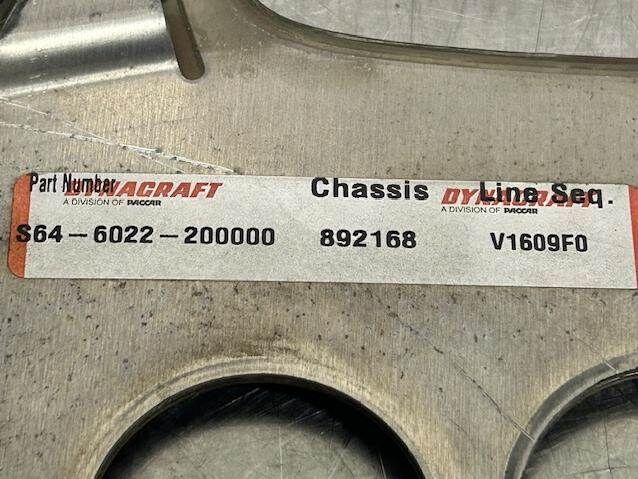 Part Number DYNACRAFT Chassis DYNACRAFT Line Seq.
A DIVISION OF PACCAR A DIVISION OF PACCAR
S64-6022-200000 892168 V1609F0